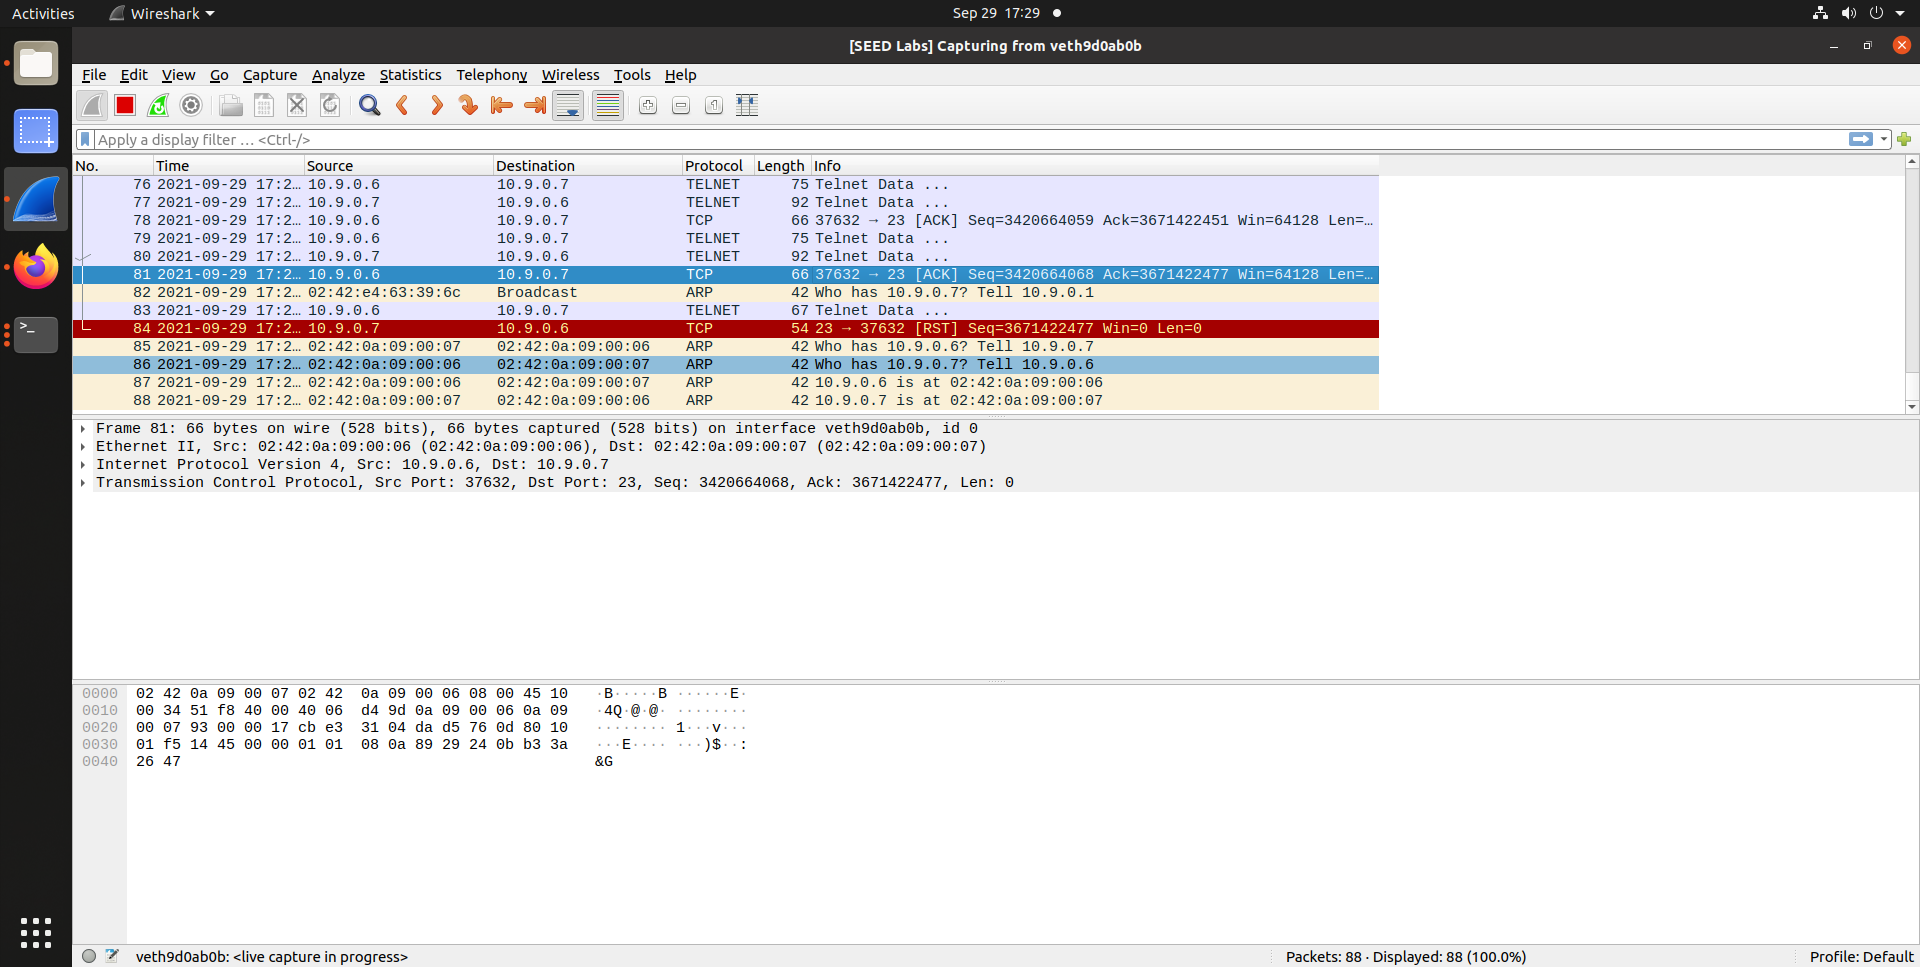 Activities Wireshark Sep 29 17:29
[SEED Labs] Capturing from veth9d0ab0b
File Edit View Go Capture Analyze Statistics Telephony Wireless Tools Help
Apply a display filter … <Ctrl-/>
No. Time Source Destination Protocol Length Info
76 2021-09-29 17:2… 10.9.0.6 10.9.0.7 TELNET 75 Telnet Data ...
77 2021-09-29 17:2… 10.9.0.7 10.9.0.6 TELNET 92 Telnet Data ...
78 2021-09-29 17:2… 10.9.0.6 10.9.0.7 TCP 66 37632 → 23 [ACK] Seq=3420664059 Ack=3671422451 Win=64128 Len=…
79 2021-09-29 17:2… 10.9.0.6 10.9.0.7 TELNET 75 Telnet Data ...
80 2021-09-29 17:2… 10.9.0.7 10.9.0.6 TELNET 92 Telnet Data ...
81 2021-09-29 17:2… 10.9.0.6 10.9.0.7 TCP 66 37632 → 23 [ACK] Seq=3420664068 Ack=3671422477 Win=64128 Len=…
82 2021-09-29 17:2… 02:42:e4:63:39:6c Broadcast ARP 42 Who has 10.9.0.7? Tell 10.9.0.1
83 2021-09-29 17:2… 10.9.0.6 10.9.0.7 TELNET 67 Telnet Data ...
84 2021-09-29 17:2… 10.9.0.7 10.9.0.6 TCP 54 23 → 37632 [RST] Seq=3671422477 Win=0 Len=0
85 2021-09-29 17:2… 02:42:0a:09:00:07 02:42:0a:09:00:06 ARP 42 Who has 10.9.0.6? Tell 10.9.0.7
86 2021-09-29 17:2… 02:42:0a:09:00:06 02:42:0a:09:00:07 ARP 42 Who has 10.9.0.7? Tell 10.9.0.6
87 2021-09-29 17:2… 02:42:0a:09:00:06 02:42:0a:09:00:07 ARP 42 10.9.0.6 is at 02:42:0a:09:00:06
88 2021-09-29 17:2… 02:42:0a:09:00:07 02:42:0a:09:00:06 ARP 42 10.9.0.7 is at 02:42:0a:09:00:07
Frame 81: 66 bytes on wire (528 bits), 66 bytes captured (528 bits) on interface veth9d0ab0b, id 0
Ethernet II, Src: 02:42:0a:09:00:06 (02:42:0a:09:00:06), Dst: 02:42:0a:09:00:07 (02:42:0a:09:00:07)
Internet Protocol Version 4, Src: 10.9.0.6, Dst: 10.9.0.7
Transmission Control Protocol, Src Port: 37632, Dst Port: 23, Seq: 3420664068, Ack: 3671422477, Len: 0
0000 02 42 0a 09 00 07 02 42 0a 09 00 06 08 00 45 10 ·B·····B ······E·
0010 00 34 51 f8 40 00 40 06 d4 9d 0a 09 00 06 0a 09 ·4Q·@·@· ········
0020 00 07 93 00 00 17 cb e3 31 04 da d5 76 0d 80 10 ········ 1···v···
0030 01 f5 14 45 00 00 01 01 08 0a 89 29 24 0b b3 3a ···E···· ···)$··:
0040 26 47 &G
veth9d0ab0b: <live capture in progress> Packets: 88 · Displayed: 88 (100.0%) Profile: Default